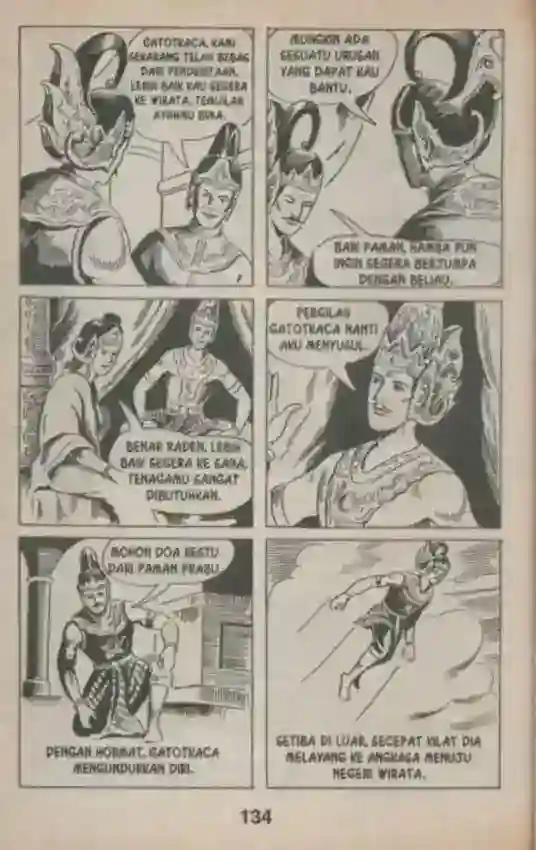 GATOTKACA, KAMI
SEKARANG TELAH BEBAS
DARI PENDERITAAN.
LEBIH BAIK KAU SEGERA
KE WIRATA. TEMUILAH
AYAHMU BIMA.
MUNGKIN ADA
SESUATU URUSAN
YANG DAPAT KAU
BANTU.
BAIK PAMAN, HAMBA PUN
INGIN SEGERA BERJUMPA
DENGAN BELIAU.
BENAR RADEN, LEBIH
BAIK SEGERA KE SANA,
TENAGAMU SANGAT
DIBUTUHKAN.
PERGILAH
GATOTKACA NANTI
AKU MENYUSUL.
MOHON DOA RESTU
DARI PAMAN PRABU.
DENGAN HORMAT, GATOTKACA
MENGUNDURKAN DIRI.
SETIBA DI LUAR, SECEPAT KILAT DIA
MELAYANG KE ANGKASA MENUJU
NEGERI WIRATA.
134